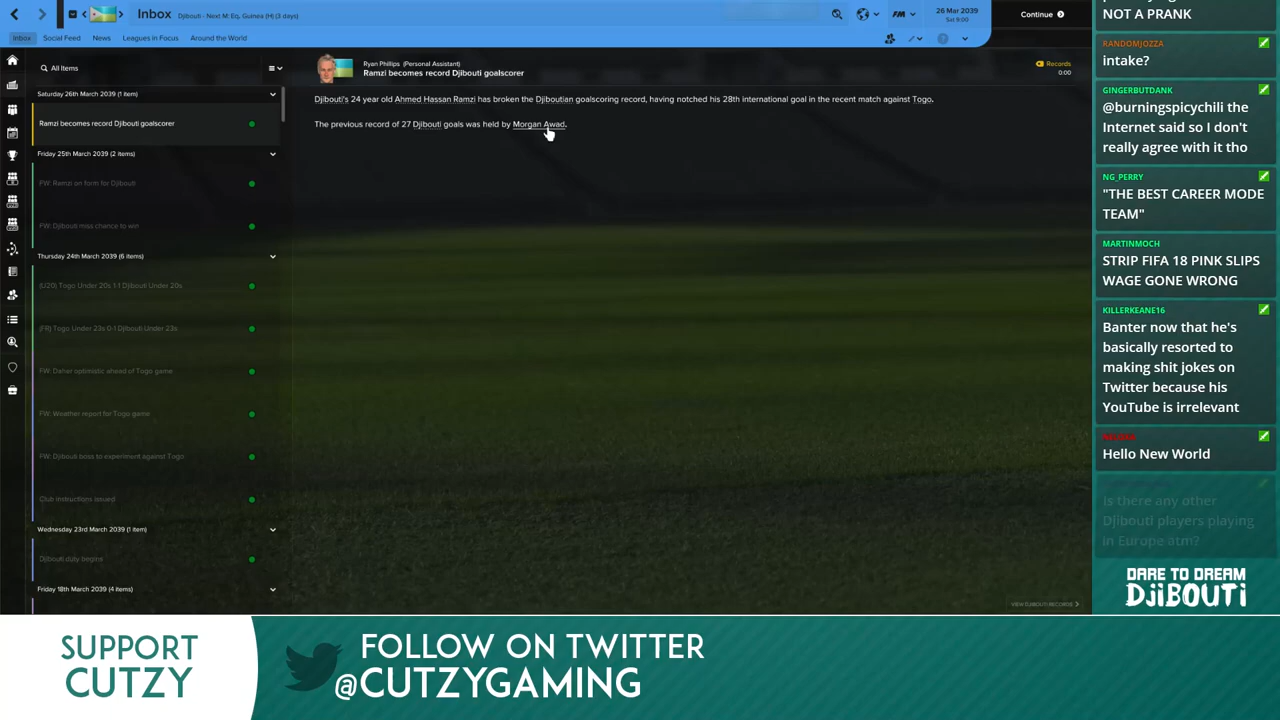 Inbox
Djibouti - Next M: Eq. Guinea (H) (3 days)
FM
26 Mar 2039
Sat 9:00
Continue
Inbox
Social Feed
News
Leagues in Focus
Around the World
All Items
Saturday 26th March 2039 (1 item)
Ramzi becomes record Djibouti goalscorer
Friday 25th March 2039 (2 items)
FW: Ramzi on form for Djibouti
FW: Djibouti miss chance to win
Thursday 24th March 2039 (6 items)
(U20) Togo Under 20s 1-1 Djibouti Under 20s
(FR) Togo Under 23s 0-1 Djibouti Under 23s
FW: Daher optimistic ahead of Togo game
FW: Weather report for Togo game
FW: Djibouti boss to experiment against Togo
Club instructions issued
Wednesday 23rd March 2039 (1 item)
Djibouti duty begins
Friday 18th March 2039 (4 items)
Ryan Phillips (Personal Assistant)
Ramzi becomes record Djibouti goalscorer
Records
0:00
Djibouti's 24 year old Ahmed Hassan Ramzi has broken the Djiboutian goalscoring record, having notched his 28th international goal in the recent match against Togo.
The previous record of 27 Djibouti goals was held by Morgan Awad.
VIEW DJIBOUTI RECORDS >
NOT A PRANK
RANDOMJOZZA
intake?
GINGERBUTDANK
@burningspicychili the
Internet said so I don't
really agree with it tho
NG_PERRY
"THE BEST CAREER MODE
TEAM"
MARTINMOCH
STRIP FIFA 18 PINK SLIPS
WAGE GONE WRONG
KILLERKEANE16
Banter now that he's
basically resorted to
making shit jokes on
Twitter because his
YouTube is irrelevant
Hello New World
Is there any other
Djibouti players playing
in Europe atm?
DARE TO DREAM
DJIBOUTI
SUPPORT
CUTZY
FOLLOW ON TWITTER
@CUTZYGAMING